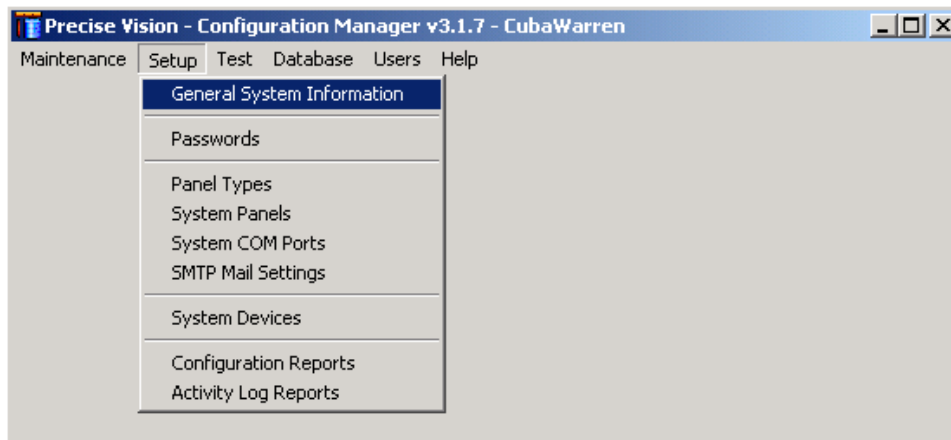 Precise Vision - Configuration Manager v3.1.7 - CubaWarren
Maintenance Setup Test Database Users Help
General System Information
Passwords
Panel Types
System Panels
System COM Ports
SMTP Mail Settings
System Devices
Configuration Reports
Activity Log Reports